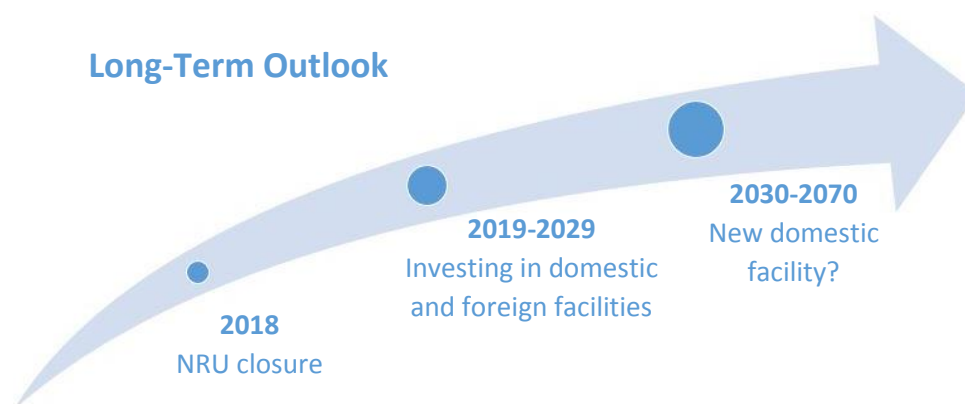 Long-Term Outlook
2018
NRU closure
2019-2029
Investing in domestic
and foreign facilities
2030-2070
New domestic
facility?